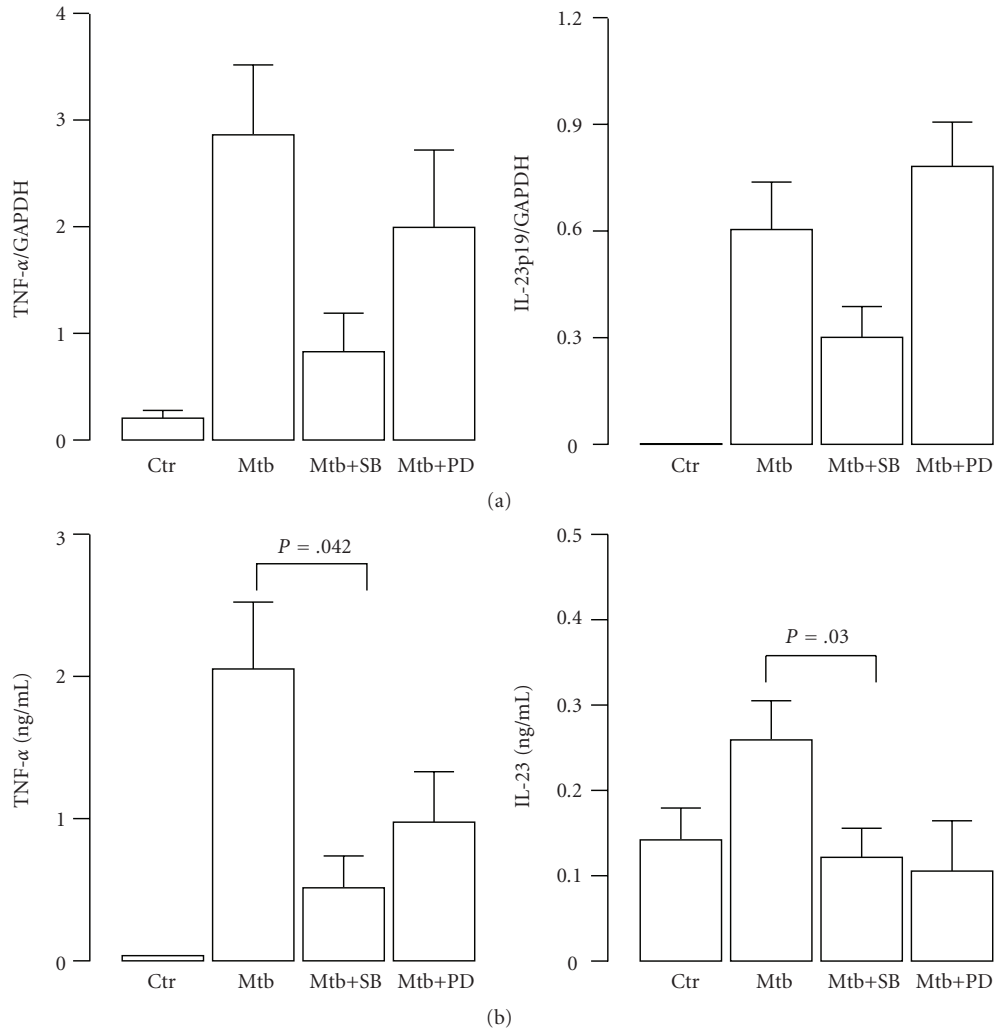 TNF-α/GAPDH
4
3
2
1
0
Ctr
Mtb
Mtb+SB
Mtb+PD
IL-23p19/GAPDH
1.2
0.9
0.6
0.3
0
Ctr
Mtb
Mtb+SB
Mtb+PD
(a)
TNF-α (ng/mL)
3
2
1
0
P = .042
Ctr
Mtb
Mtb+SB
Mtb+PD
IL-23 (ng/mL)
0.5
0.4
0.3
0.2
0.1
0
P = .03
Ctr
Mtb
Mtb+SB
Mtb+PD
(b)